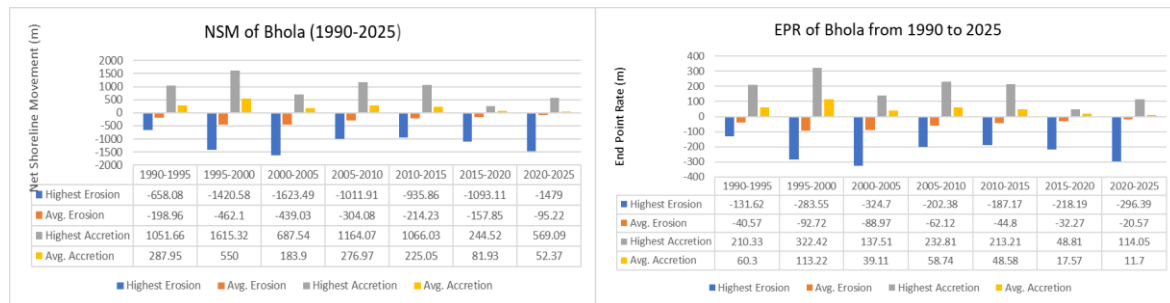 NSM of Bhola (1990-2025)
Net Shoreline Movement (m)
2000
1500
1000
500
0
-500
-1000
-1500
2000
1990-1995 1995-2000 2000-2005 2005-2010 2010-2015 2015-2020 2020-2025
Highest Erosion -658.08 -1420.58 -1623.49 -1011.91 -935.86 -1093.11 -1479
Avg. Erosion -198.96 -462.1 -439.03 -304.08 -214.23 -157.85 -95.22
Highest Accretion 1051.66 1615.32 687.54 1164.07 1066.03 244.52 569.09
Avg. Accretion 287.95 550 183.9 276.97 225.05 81.93 52.37
Highest Erosion Avg. Erosion Highest Accretion Avg. Accretion
EPR of Bhola from 1990 to 2025
End Point Rate (m)
400
300
200
100
0
-100
-200
-300
-400
1990-1995 1995-2000 2000-2005 2005-2010 2010-2015 2015-2020 2020-2025
Highest Erosion -131.62 -283.55 -324.7 -202.38 -187.17 -218.19 -296.39
Avg. Erosion -40.57 -92.72 -88.97 -62.12 -44.8 -32.27 -20.57
Highest Accretion 210.33 322.42 137.51 232.81 213.21 48.81 114.05
Avg. Accretion 60.3 113.22 39.11 58.74 48.58 17.57 11.7
Highest Erosion Avg. Erosion Highest Accretion Avg. Accretion